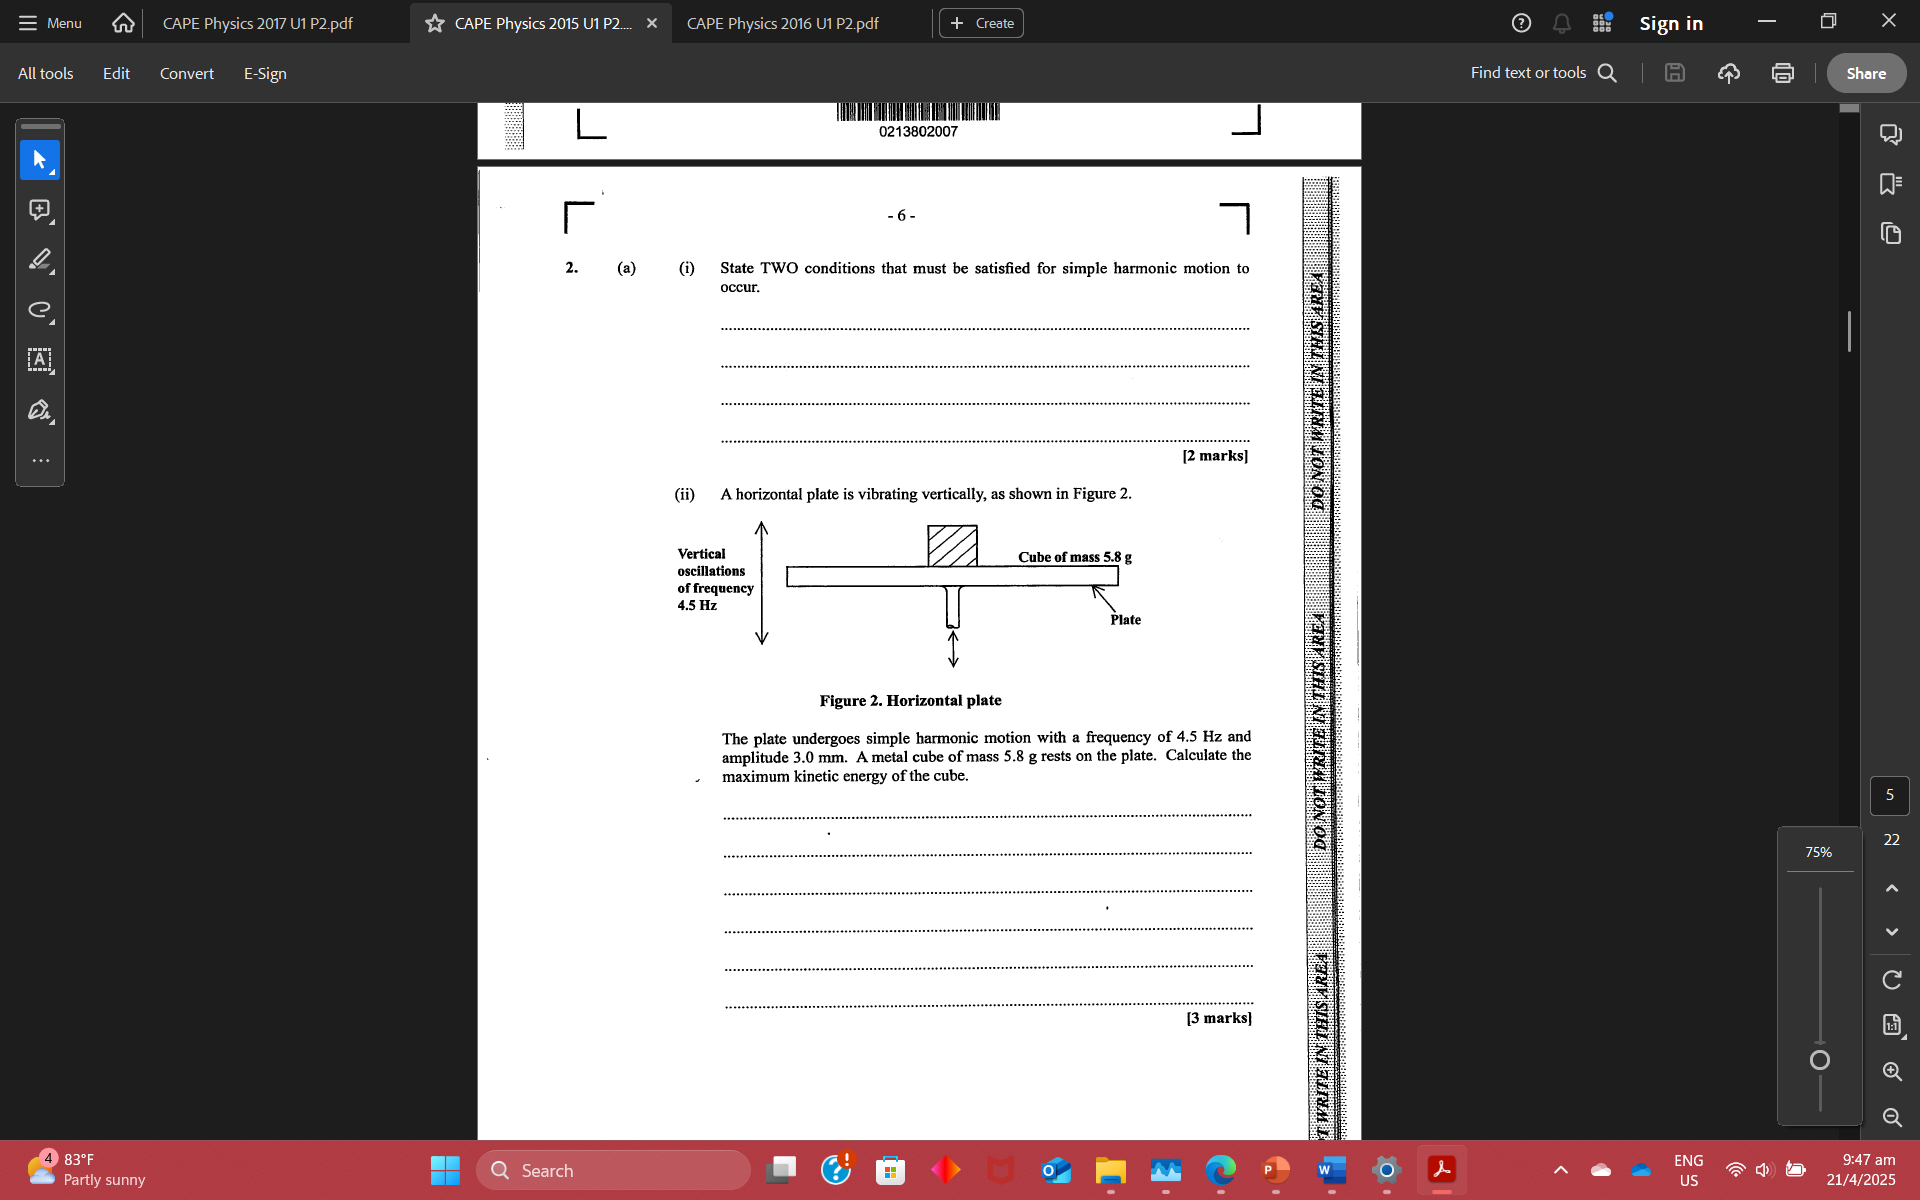 Menu
CAPE Physics 2017 U1 P2.pdf
CAPE Physics 2015 U1 P2....
CAPE Physics 2016 U1 P2.pdf
Create
Sign in
All tools
Edit
Convert
E-Sign
Find text or tools
Share
0213802007
- 6 -
2. (a) (i) State TWO conditions that must be satisfied for simple harmonic motion to
occur.
[2 marks]
(ii) A horizontal plate is vibrating vertically, as shown in Figure 2.
Vertical
oscillations
of frequency
4.5 Hz
Cube of mass 5.8 g
Plate
Figure 2. Horizontal plate
The plate undergoes simple harmonic motion with a frequency of 4.5 Hz and
amplitude 3.0 mm. A metal cube of mass 5.8 g rests on the plate. Calculate the
maximum kinetic energy of the cube.
[3 marks]
DO NOT WRITE IN THIS AREA
DO NOT WRITE IN THIS AREA
T WRITE IN THIS AREA
5
22
75%
1:1
4
83°F
Partly sunny
Search
ENG
US
9:47 am
21/4/2025